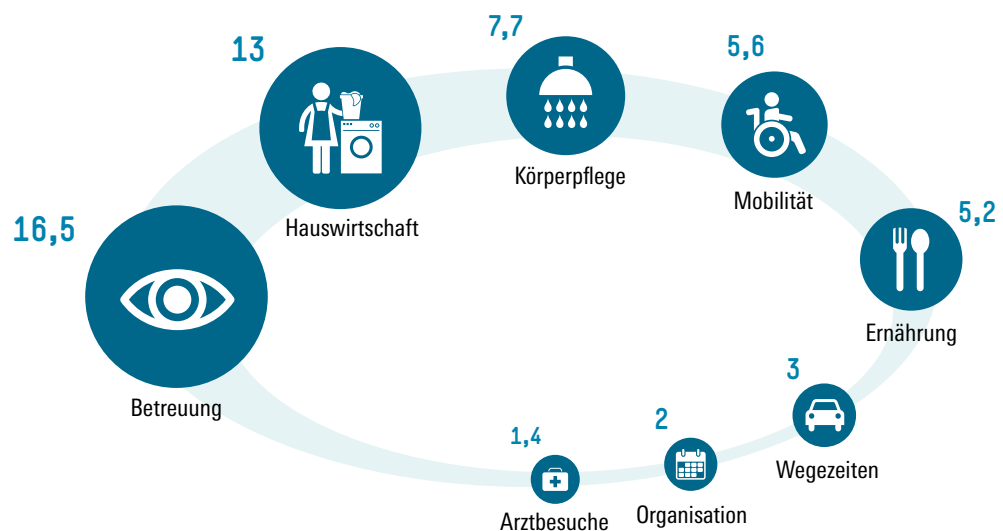 16,5
Betreuung
13
Hauswirtschaft
7,7
Körperpflege
5,6
Mobilität
5,2
Ernährung
3
Wegezeiten
2
Organisation
1,4
Arztbesuche